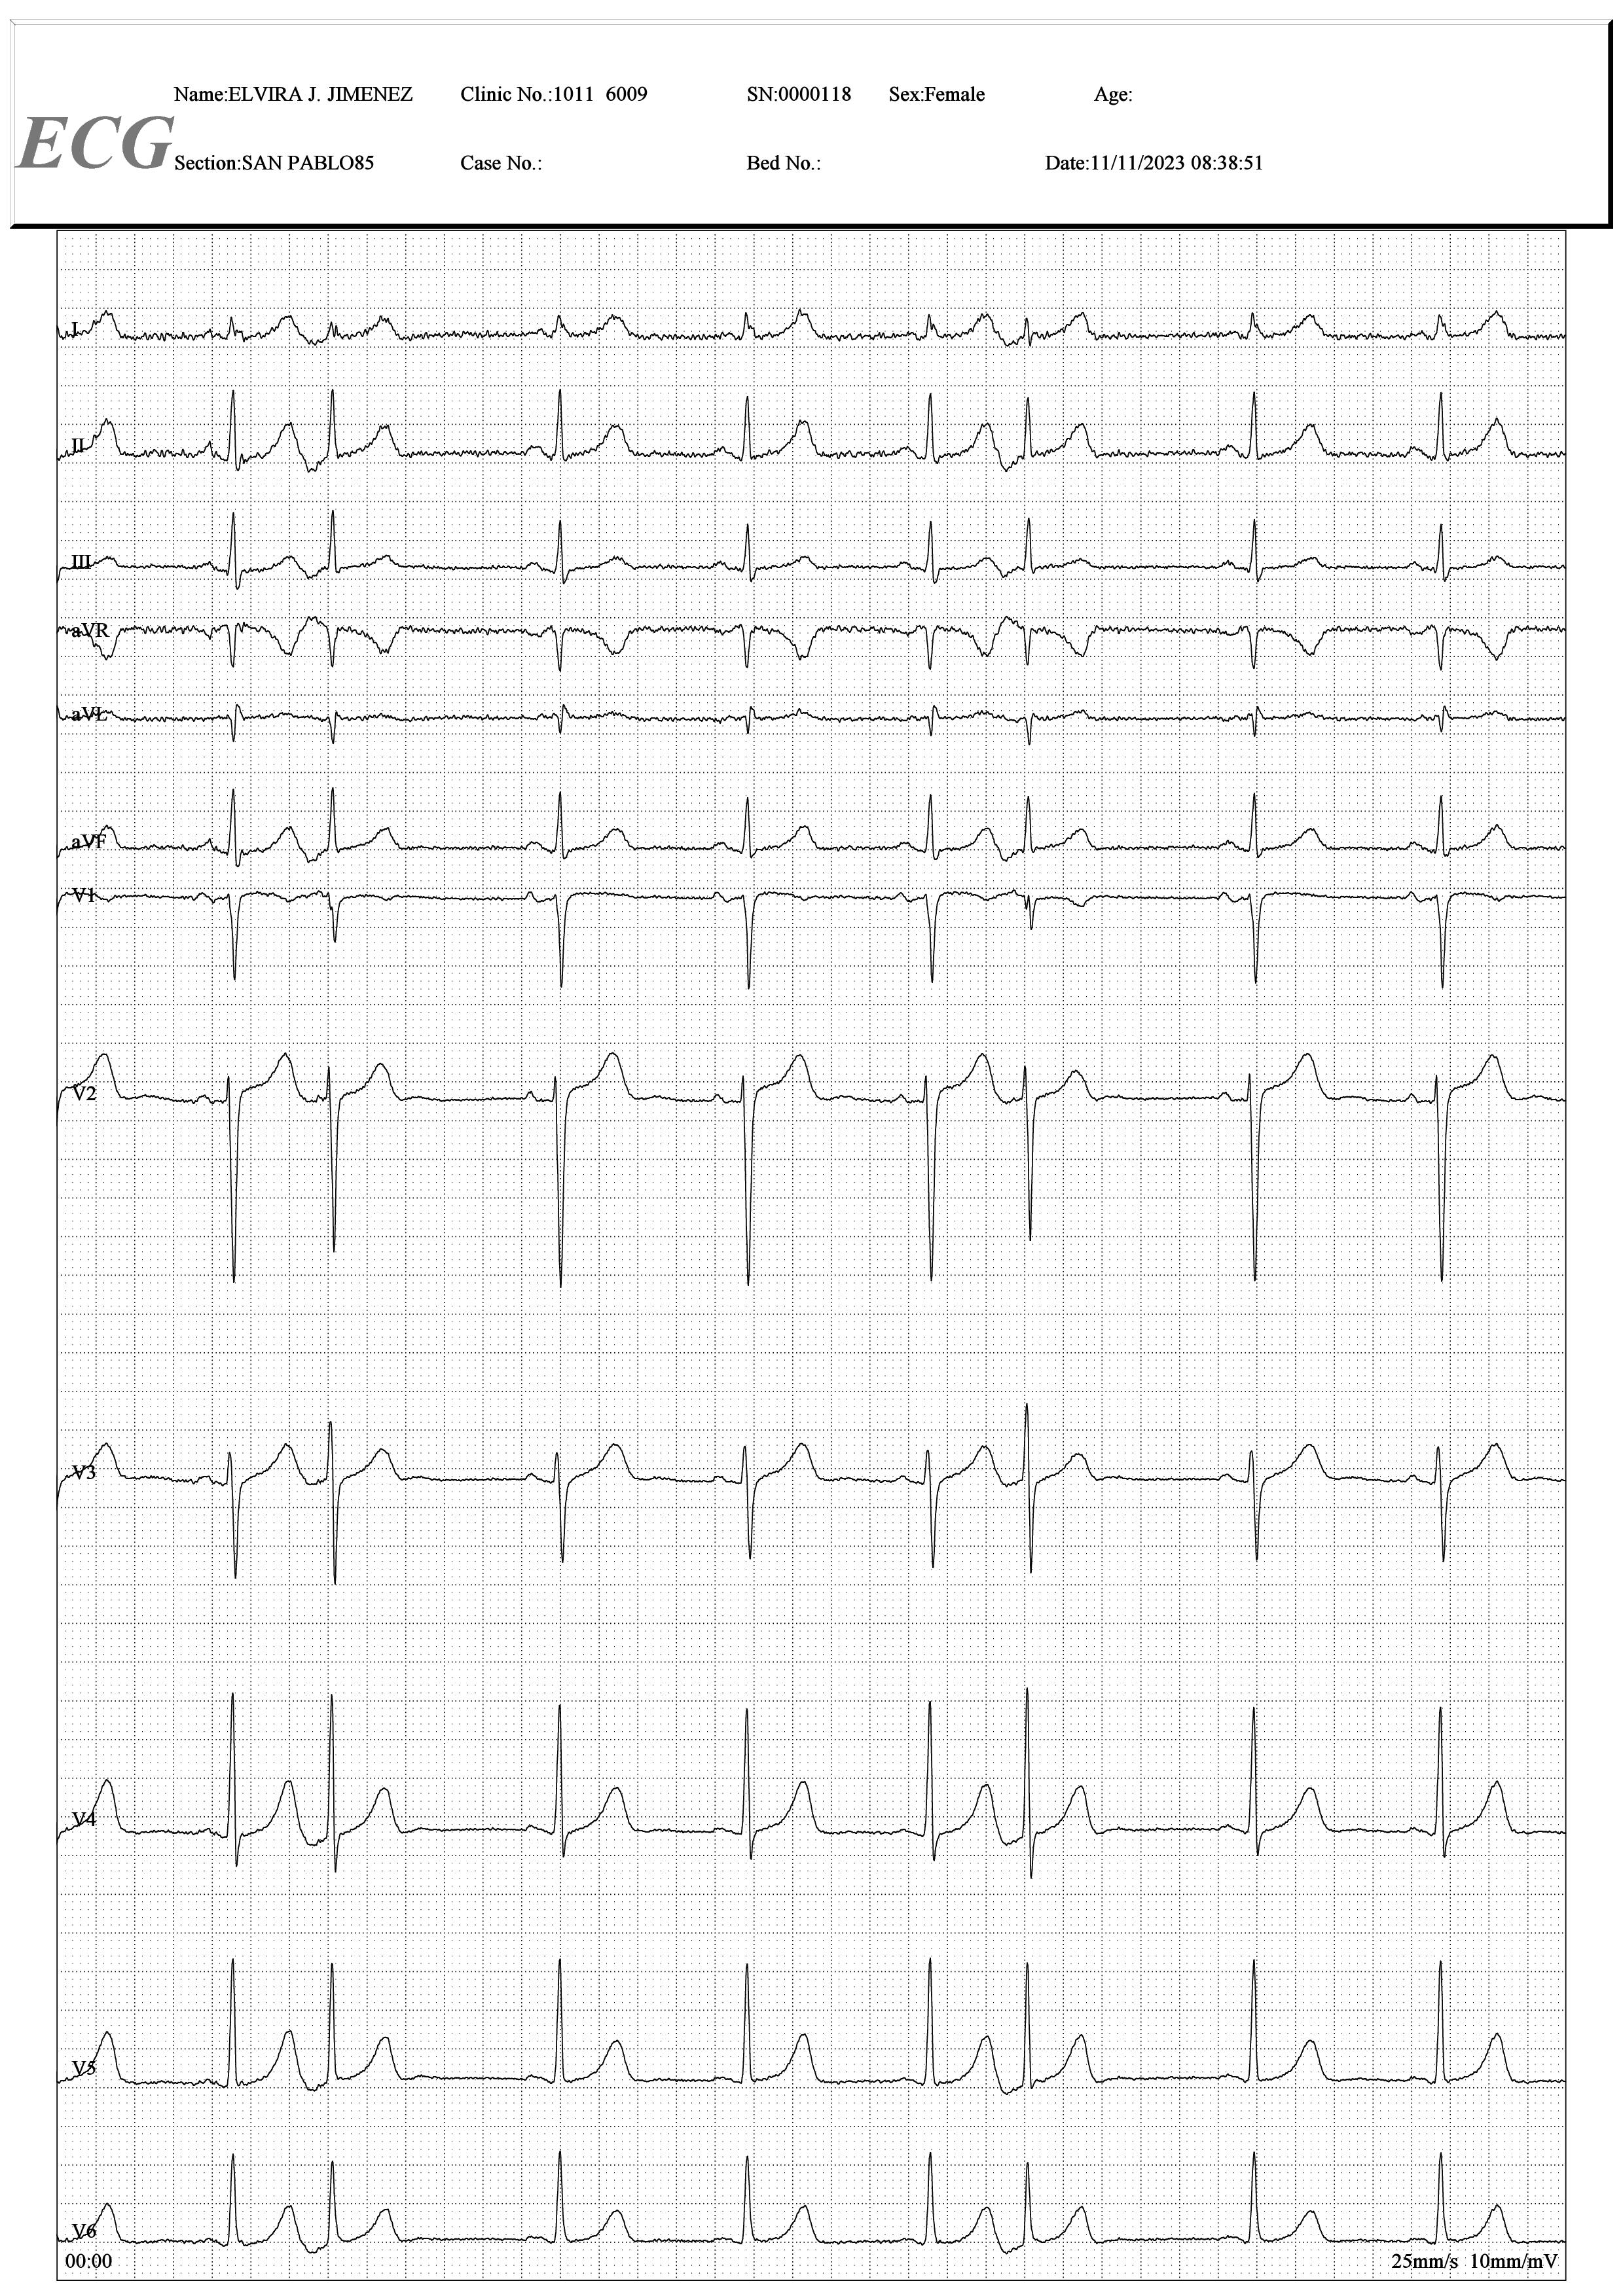 Name:ELVIRA J. JIMENEZ Clinic No.:1011 6009 SN:0000118 Sex:Female Age:
ECG
Section:SAN PABLO85 Case No.: Bed No.: Date:11/11/2023 08:38:51
I
II
III
aVR
aVL
aVF
V1
V2
V3
V4
V5
V6
00:00 25mm/s 10mm/mV